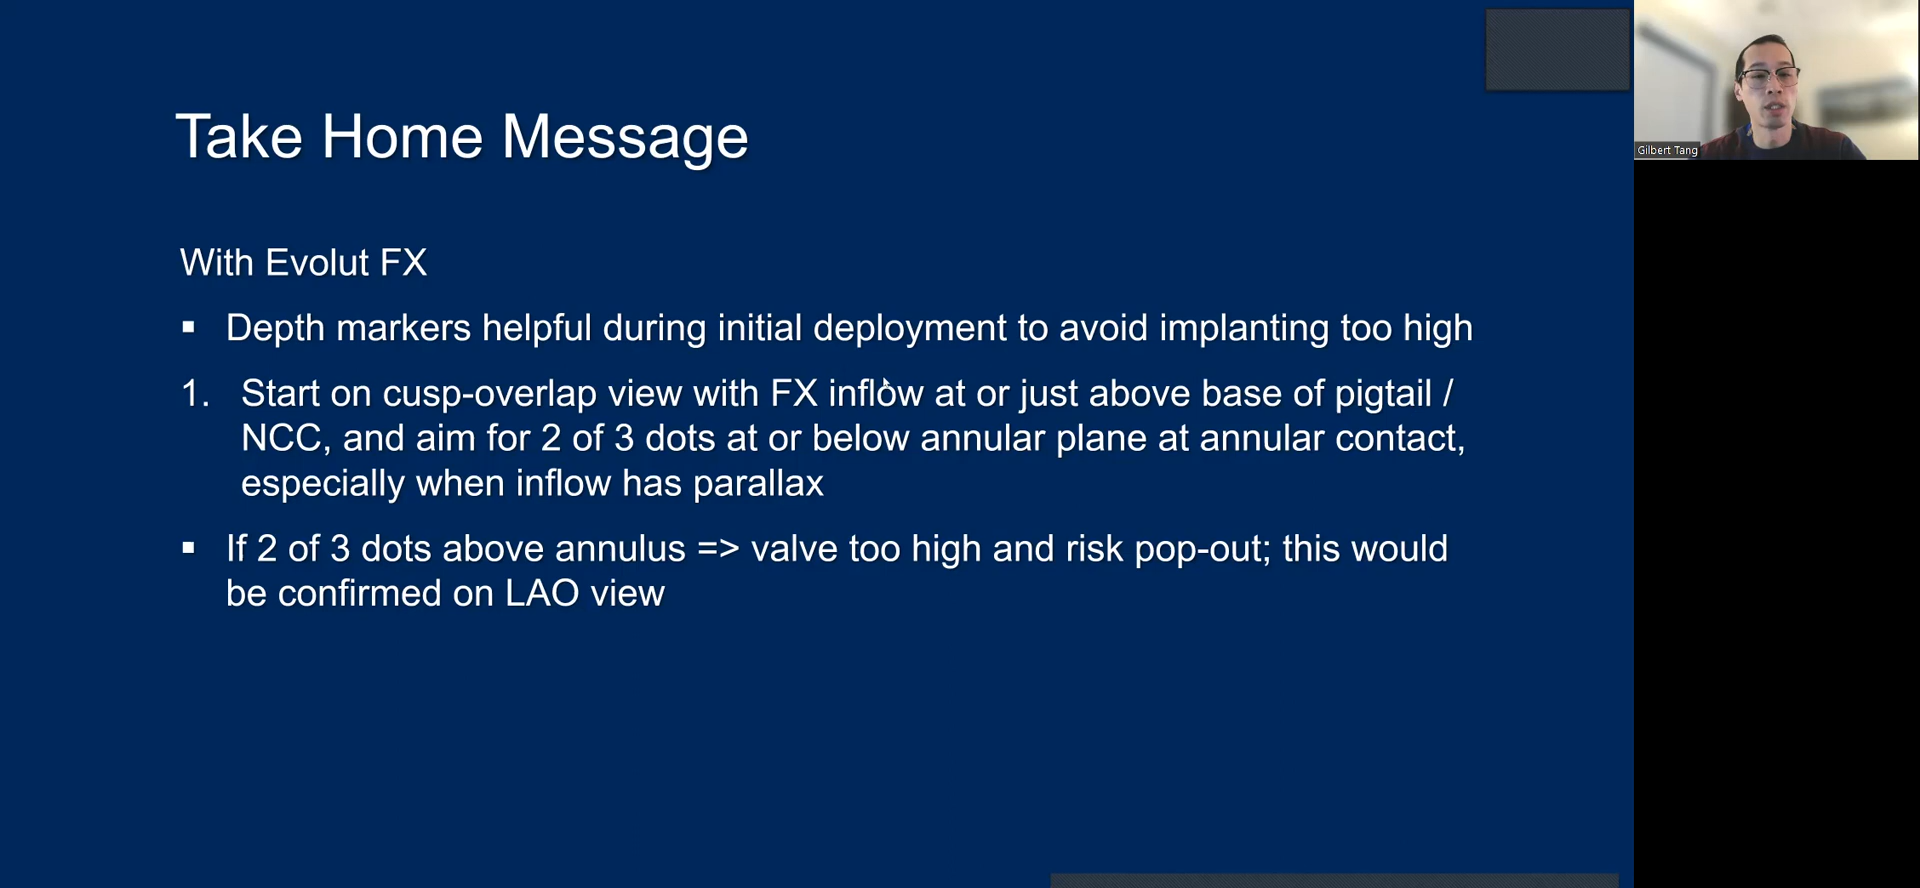 Take Home Message
With Evolut FX
▪ Depth markers helpful during initial deployment to avoid implanting too high
1. Start on cusp-overlap view with FX inflow at or just above base of pigtail /
NCC, and aim for 2 of 3 dots at or below annular plane at annular contact,
especially when inflow has parallax
▪ If 2 of 3 dots above annulus => valve too high and risk pop-out; this would
be confirmed on LAO view
Gilbert Tang